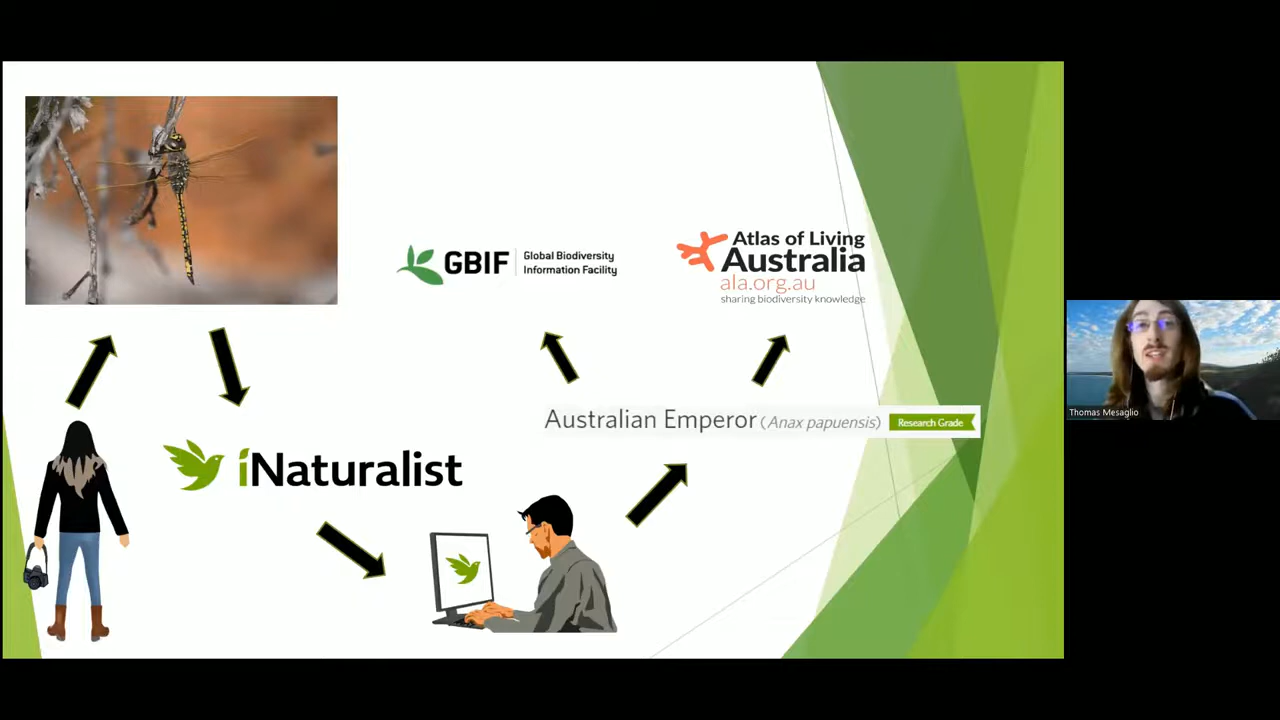 GBIF
Global Biodiversity
Information Facility
Atlas of Living
Australia
ala.org.au
sharing biodiversity knowledge
Australian Emperor (Anax papuensis) Research Grade
iNaturalist
Thomas Mesaglio